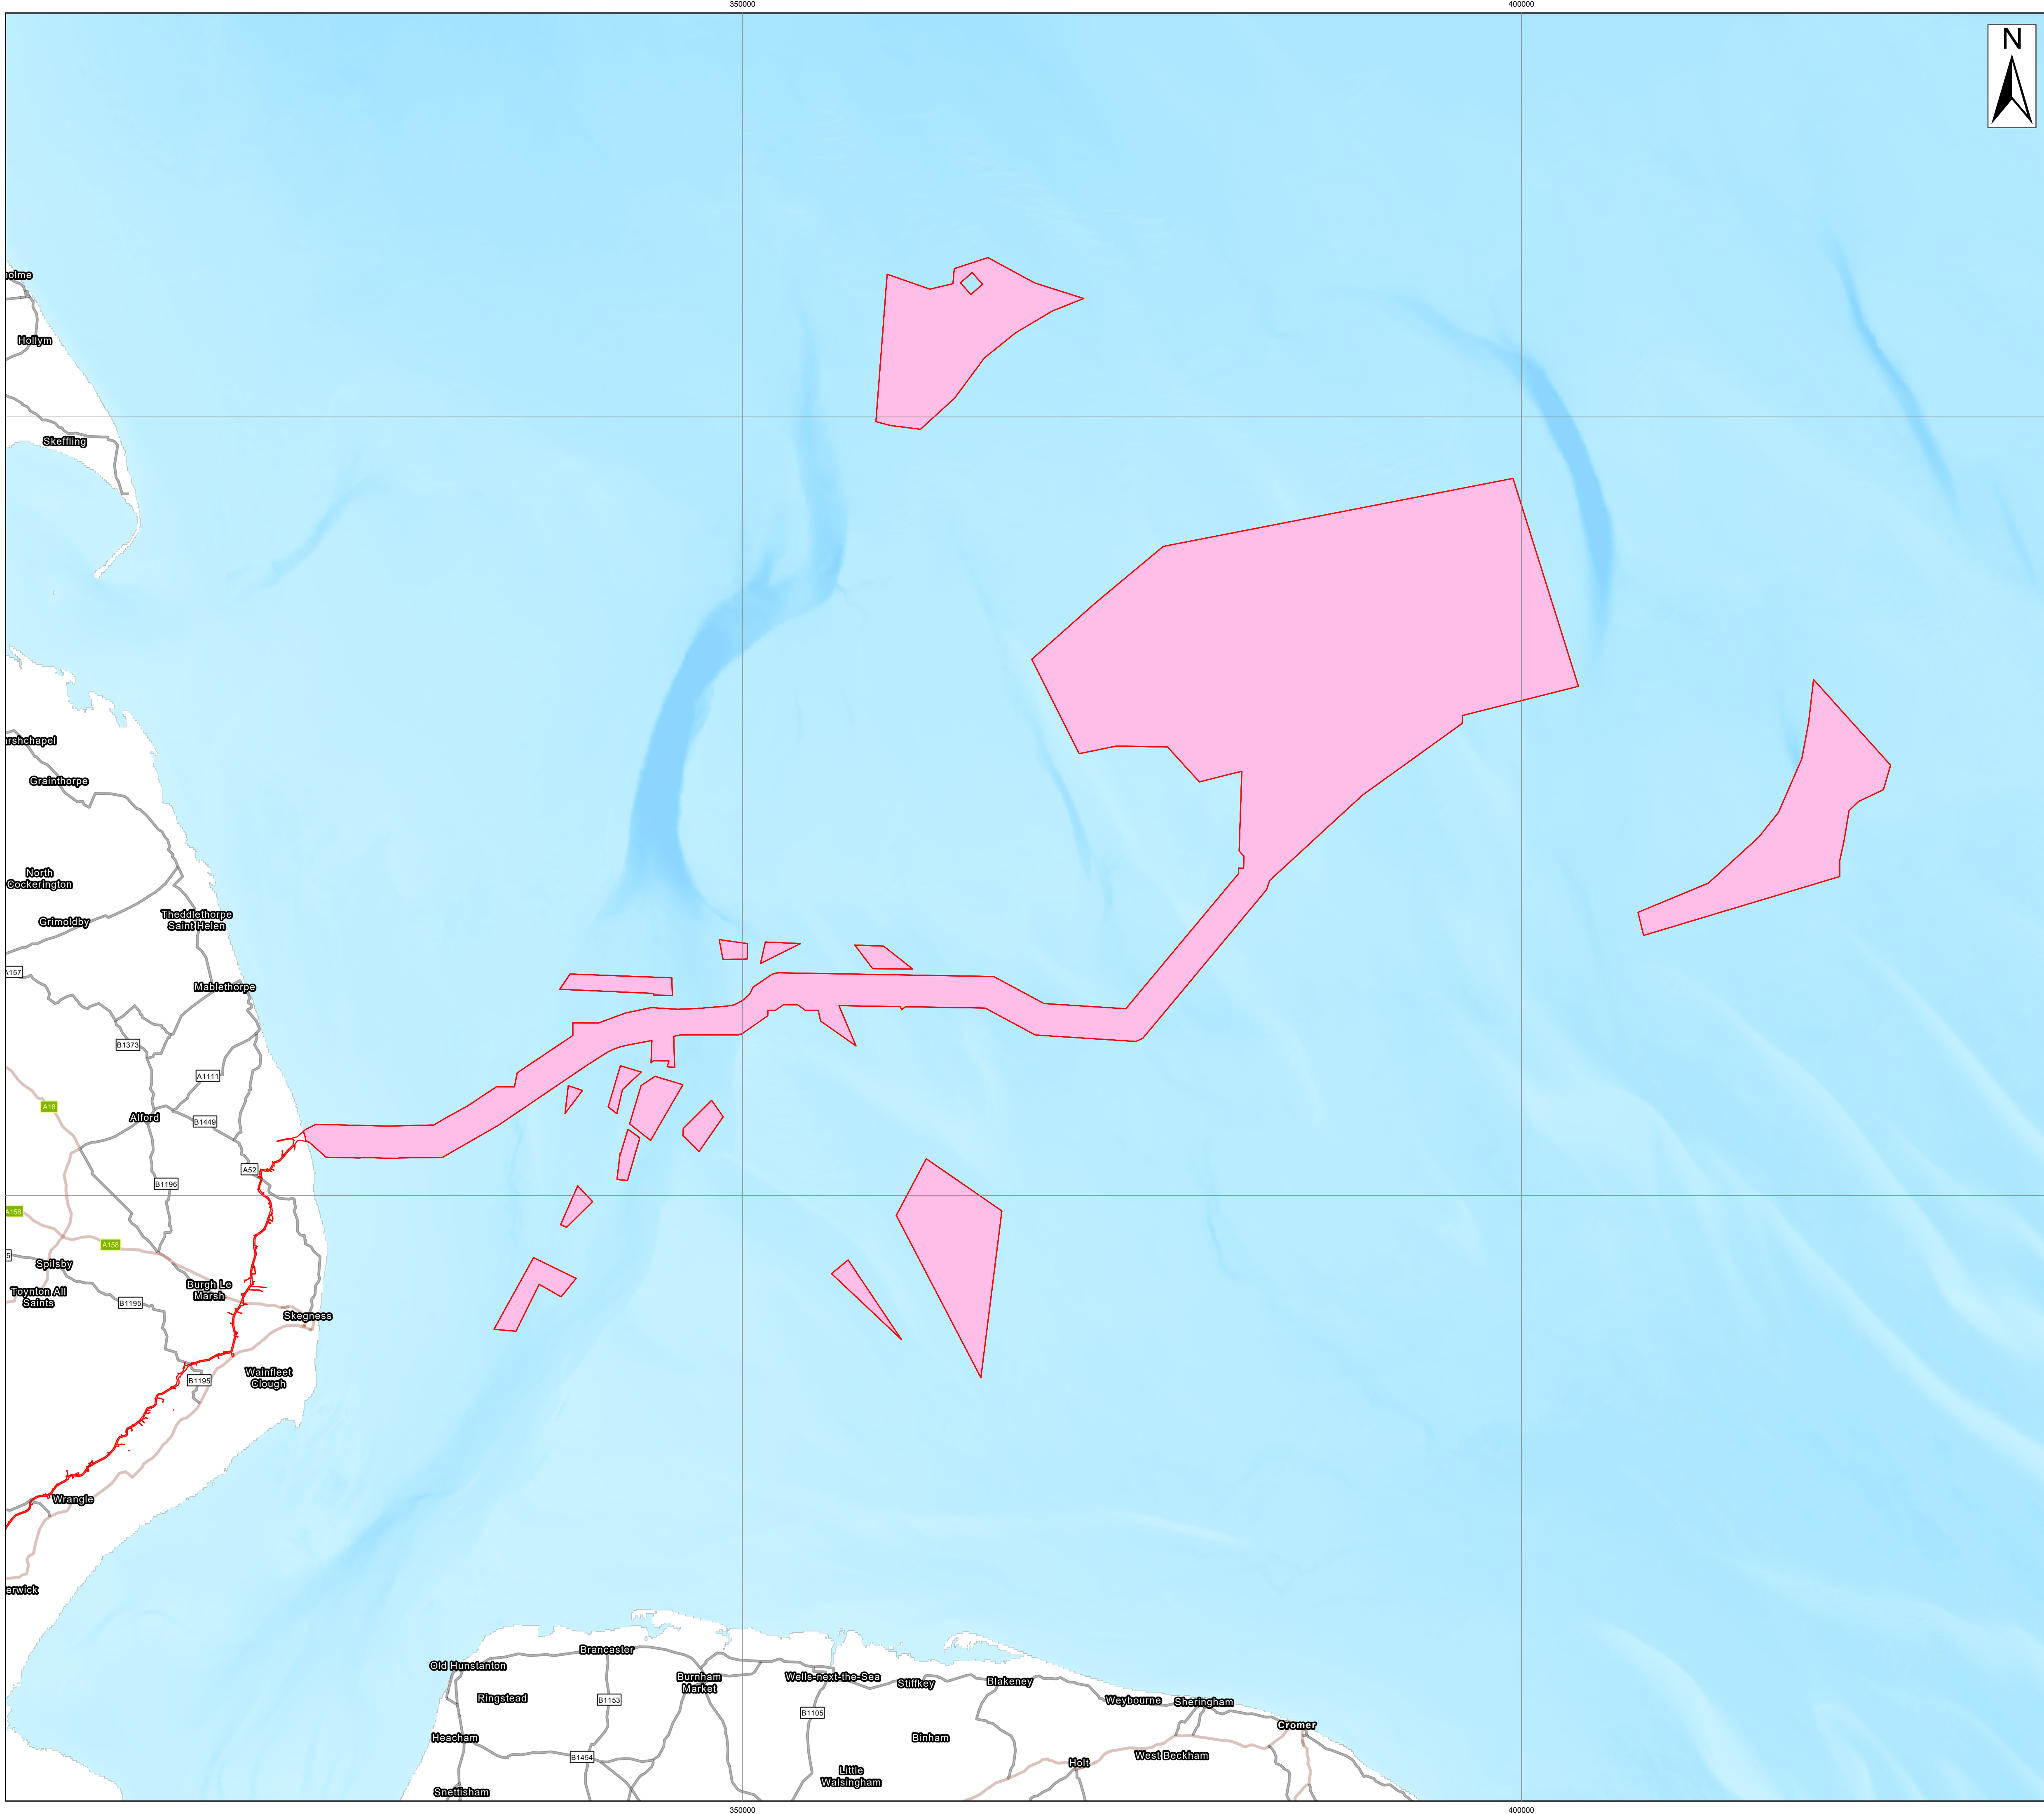 350000
400000
N
olme
Hollym
Skeffling
rshchapel
Grainthorpe
North
Cockerington
Grimoldby
Theddlethorpe
Saint Helen
A157
Mablethorpe
B1373
A1111
A16
Alford
B1449
A52
B1196
A158
A158
5
Spilsby
Toynton All
Saints
Burgh Le
Marsh
B1195
Skegness
Wainfleet
Clough
B1195
Wrangle
erwick
Old Hunstanton
Brancaster
Burnham
Market
Wells-next-the-Sea
Stiffkey
Blakeney
Weybourne
Sheringham
Cromer
Ringstead
B1153
B1105
Heacham
Binham
B1454
Holt
West Beckham
Little
Walsingham
Snettisham
350000
400000